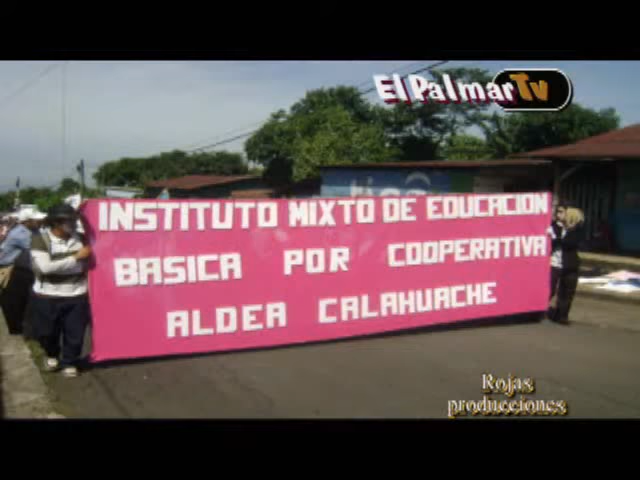 El Palmar Tv
INSTITUTO MIXTO DE EDUCACION
BASICA POR COOPERATIVA
ALDEA CALAHUACHE
Rojas
producciones